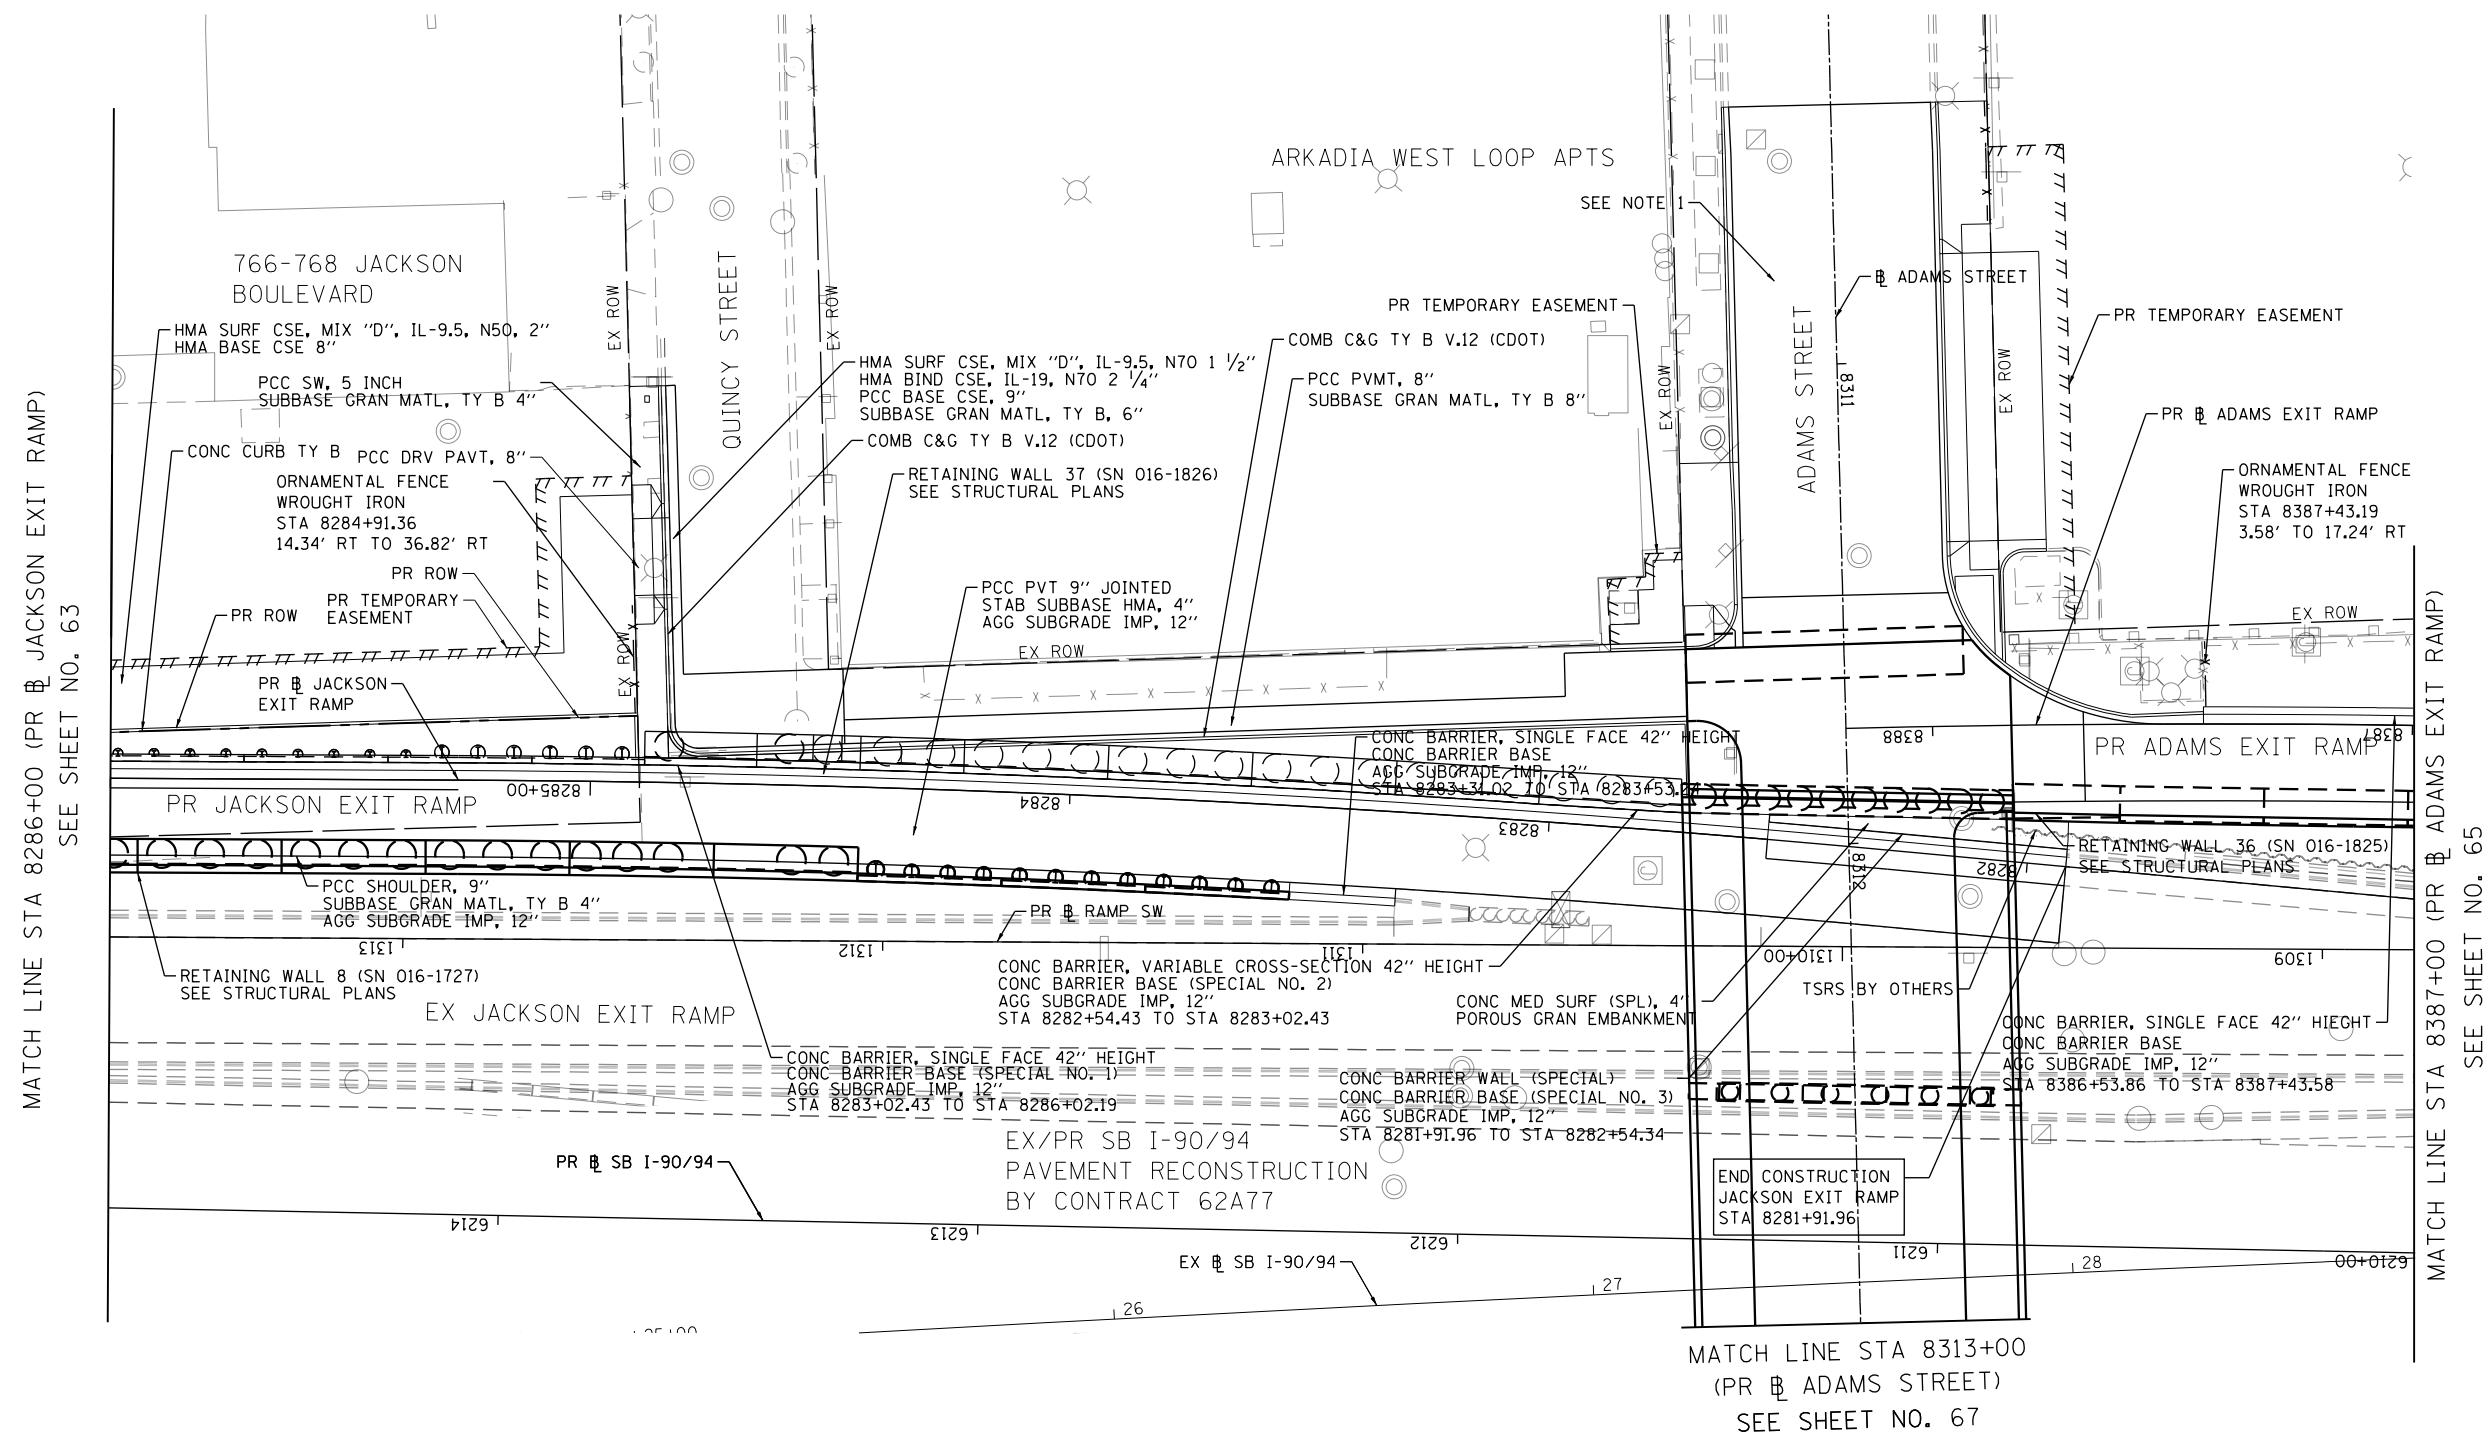 ARKADIA WEST LOOP APTS
SEE NOTE 1
766-768 JACKSON
BOULEVARD
HMA SURF CSE, MIX "D", IL-9.5, N50, 2"
HMA BASE CSE 8"
PCC SW, 5 INCH
SUBBASE GRAN MATL, TY B 4"
CONC CURB TY B
PCC DRV PAVT, 8"
ORNAMENTAL FENCE
WROUGHT IRON
STA 8284+91.36
14.34' RT TO 36.82' RT
PR ROW
PR TEMPORARY
EASEMENT
PR ROW
PR BL JACKSON
EXIT RAMP
EX ROW
EX ROW
QUINCY STREET
EX ROW
HMA SURF CSE, MIX "D", IL-9.5, N70 1 1/2"
HMA BIND CSE, IL-19, N70 2 1/4"
PCC BASE CSE, 9"
SUBBASE GRAN MATL, TY B, 6"
COMB C&G TY B V.12 (CDOT)
RETAINING WALL 37 (SN 016-1826)
SEE STRUCTURAL PLANS
PCC PVT 9" JOINTED
STAB SUBBASE HMA, 4"
AGG SUBGRADE IMP, 12"
EX ROW
PR TEMPORARY EASEMENT
COMB C&G TY B V.12 (CDOT)
PCC PVMT, 8"
SUBBASE GRAN MATL, TY B 8"
EX ROW
ADAMS STREET
BL ADAMS STREET
8311
EX ROW
PR TEMPORARY EASEMENT
PR BL ADAMS EXIT RAMP
ORNAMENTAL FENCE
WROUGHT IRON
STA 8387+43.19
3.58' TO 17.24' RT
EX ROW
8388
8387
PR ADAMS EXIT RAMP
CONC BARRIER, SINGLE FACE 42" HEIGHT
CONC BARRIER BASE
AGG SUBGRADE IMP, 12"
STA 8283+31.02 TO STA 8283+53.24
PR JACKSON EXIT RAMP
8285+00
8284
8283
8282
8312
RETAINING WALL 36 (SN 016-1825)
SEE STRUCTURAL PLANS
PCC SHOULDER, 9"
SUBBASE GRAN MATL, TY B 4"
AGG SUBGRADE IMP, 12"
PR BL RAMP SW
1313
1312
1311
1310+00
1309
RETAINING WALL 8 (SN 016-1727)
SEE STRUCTURAL PLANS
EX JACKSON EXIT RAMP
CONC BARRIER, VARIABLE CROSS-SECTION 42" HEIGHT
CONC BARRIER BASE (SPECIAL NO. 2)
AGG SUBGRADE IMP, 12"
STA 8282+54.43 TO STA 8283+02.43
CONC MED SURF (SPL), 4"
POROUS GRAN EMBANKMENT
TSRS BY OTHERS
CONC BARRIER, SINGLE FACE 42" HIEGHT
CONC BARRIER BASE
AGG SUBGRADE IMP, 12"
STA 8386+53.86 TO STA 8387+43.58
CONC BARRIER, SINGLE FACE 42" HEIGHT
CONC BARRIER BASE (SPECIAL NO. 1)
AGG SUBGRADE IMP, 12"
STA 8283+02.43 TO STA 8286+02.19
CONC BARRIER WALL (SPECIAL)
CONC BARRIER BASE (SPECIAL NO. 3)
AGG SUBGRADE IMP, 12"
STA 8281+91.96 TO STA 8282+54.34
EX/PR SB I-90/94
PAVEMENT RECONSTRUCTION
BY CONTRACT 62A77
PR BL SB I-90/94
END CONSTRUCTION
JACKSON EXIT RAMP
STA 8281+91.96
6214
6213
6212
6211
6210+00
EX BL SB I-90/94
26
27
28
MATCH LINE STA 8286+00 (PR BL JACKSON EXIT RAMP)
SEE SHEET NO. 63
MATCH LINE STA 8387+00 (PR BL ADAMS EXIT RAMP)
SEE SHEET NO. 65
MATCH LINE STA 8313+00
(PR BL ADAMS STREET)
SEE SHEET NO. 67